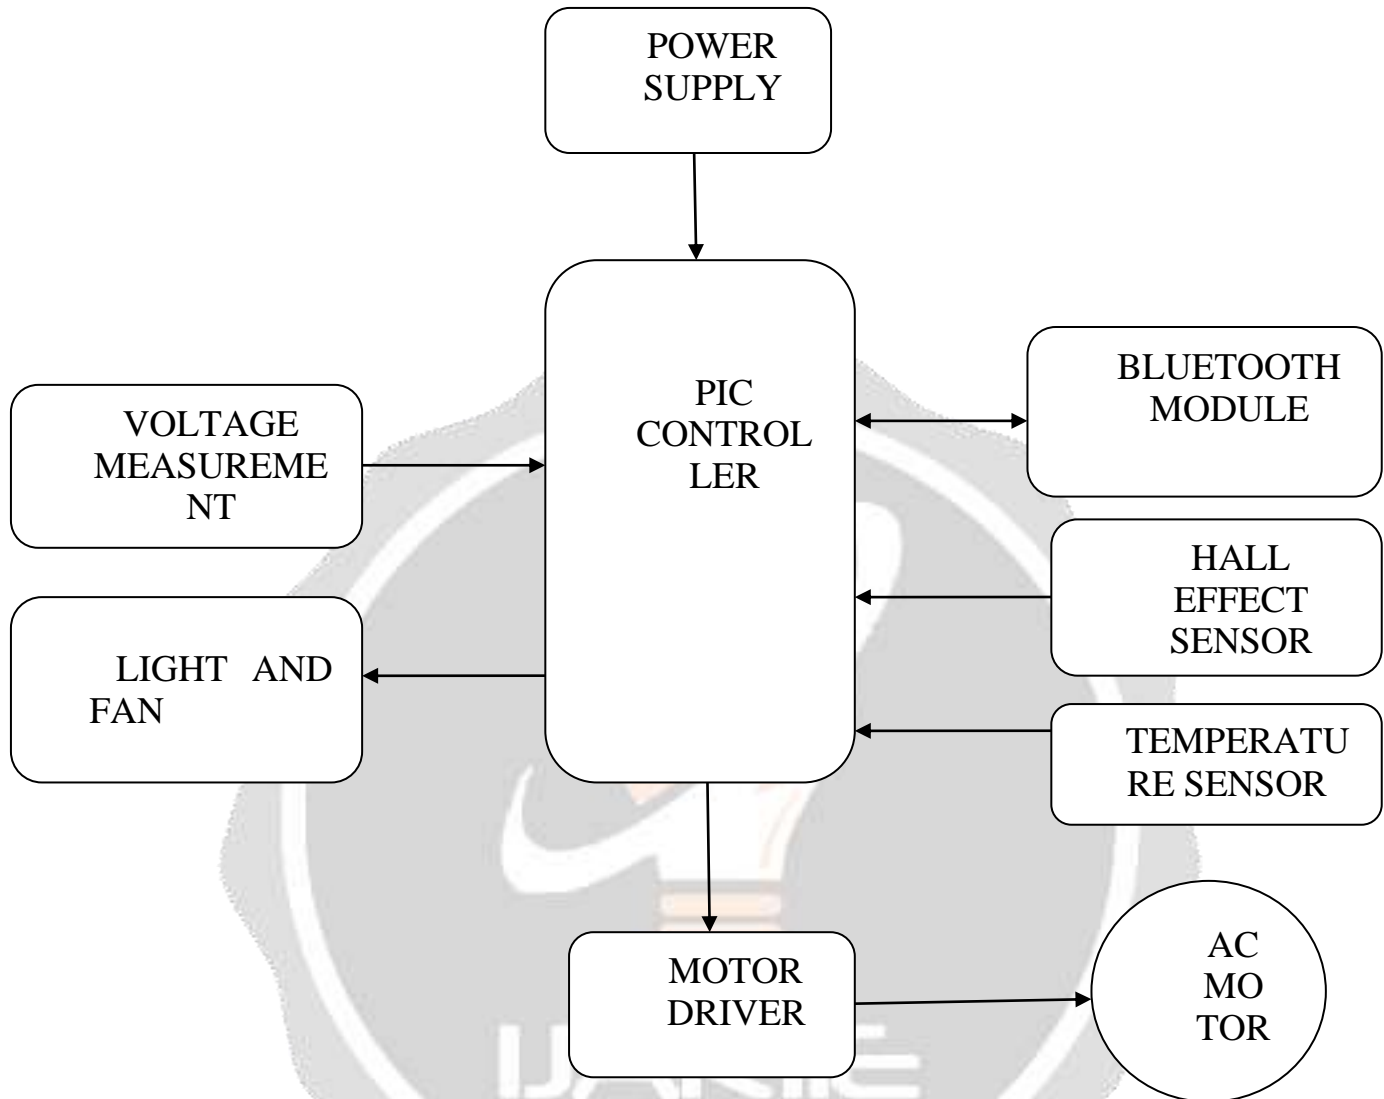 POWER
SUPPLY
PIC
CONTROL
LER
BLUETOOTH
MODULE
VOLTAGE
MEASUREME
NT
HALL
EFFECT
SENSOR
LIGHT AND
FAN
TEMPERATU
RE SENSOR
MOTOR
DRIVER
AC
MO
TOR